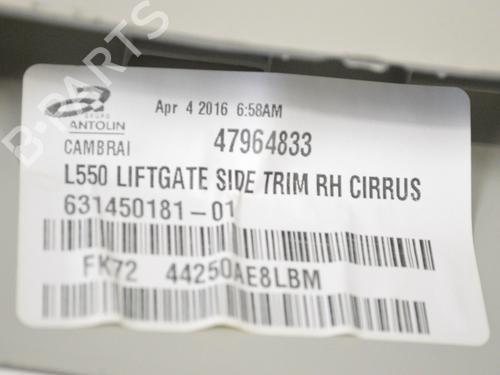 Apr 4 2016 6:58AM
GRUPO
ANTOLIN
CAMBRAI 47964833
L550 LIFTGATE SIDE TRIM RH CIRRUS
631450181-01
FK72 44250AE8LBM
B-PARTS